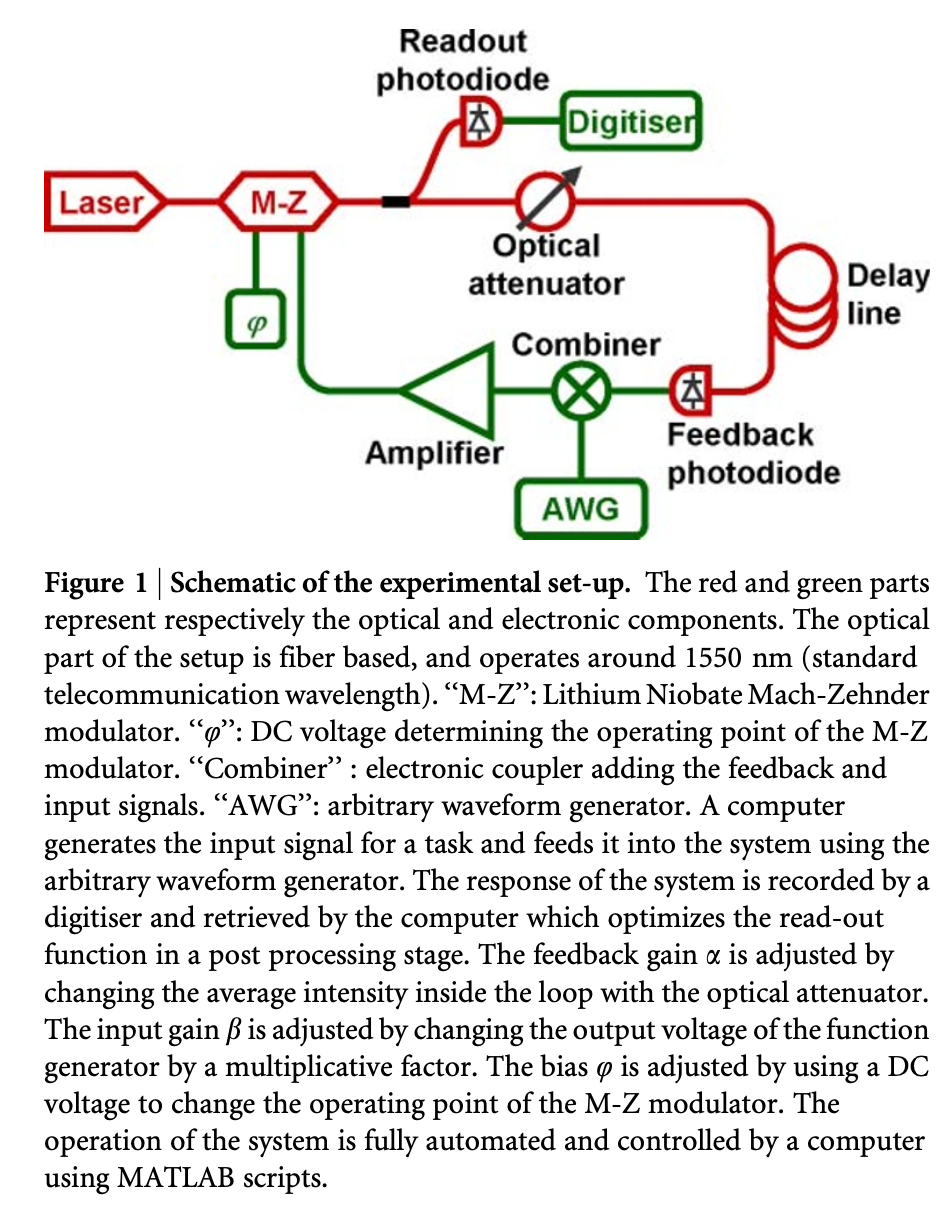 Readout
photodiode
Digitiser
Laser
M-Z
Optical
attenuator
Delay
line
φ
Combiner
Amplifier
Feedback
photodiode
AWG
Figure 1 | Schematic of the experimental set-up. The red and green parts
represent respectively the optical and electronic components. The optical
part of the setup is fiber based, and operates around 1550 nm (standard
telecommunication wavelength). “M-Z”: Lithium Niobate Mach-Zehnder
modulator. “φ”: DC voltage determining the operating point of the M-Z
modulator. “Combiner” : electronic coupler adding the feedback and
input signals. “AWG”: arbitrary waveform generator. A computer
generates the input signal for a task and feeds it into the system using the
arbitrary waveform generator. The response of the system is recorded by a
digitiser and retrieved by the computer which optimizes the read-out
function in a post processing stage. The feedback gain α is adjusted by
changing the average intensity inside the loop with the optical attenuator.
The input gain β is adjusted by changing the output voltage of the function
generator by a multiplicative factor. The bias φ is adjusted by using a DC
voltage to change the operating point of the M-Z modulator. The
operation of the system is fully automated and controlled by a computer
using MATLAB scripts.